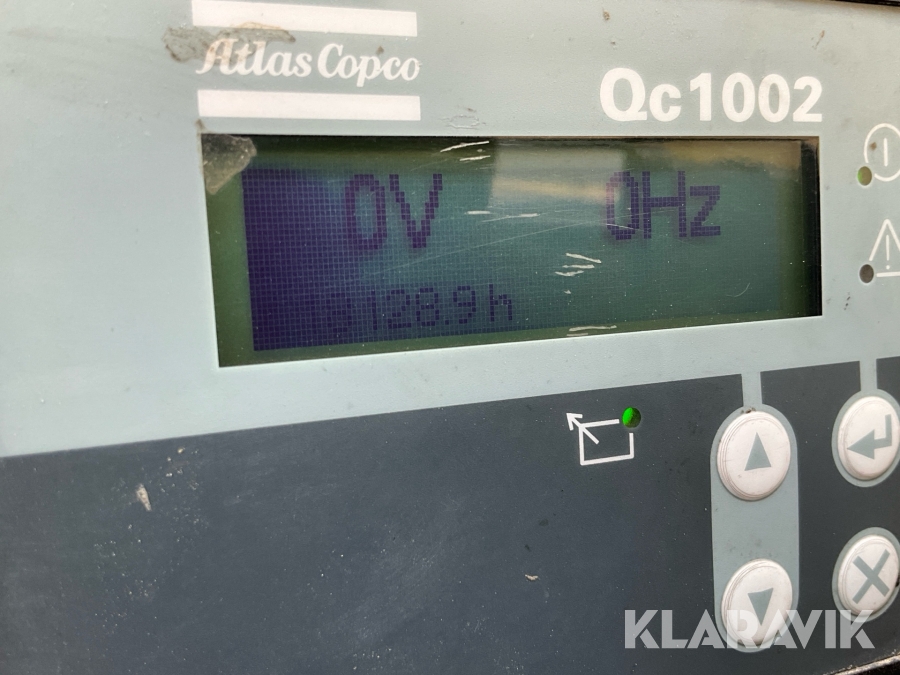 Atlas Copco
Qc1002
0V 0Hz
128.9 h
KLARAVIK